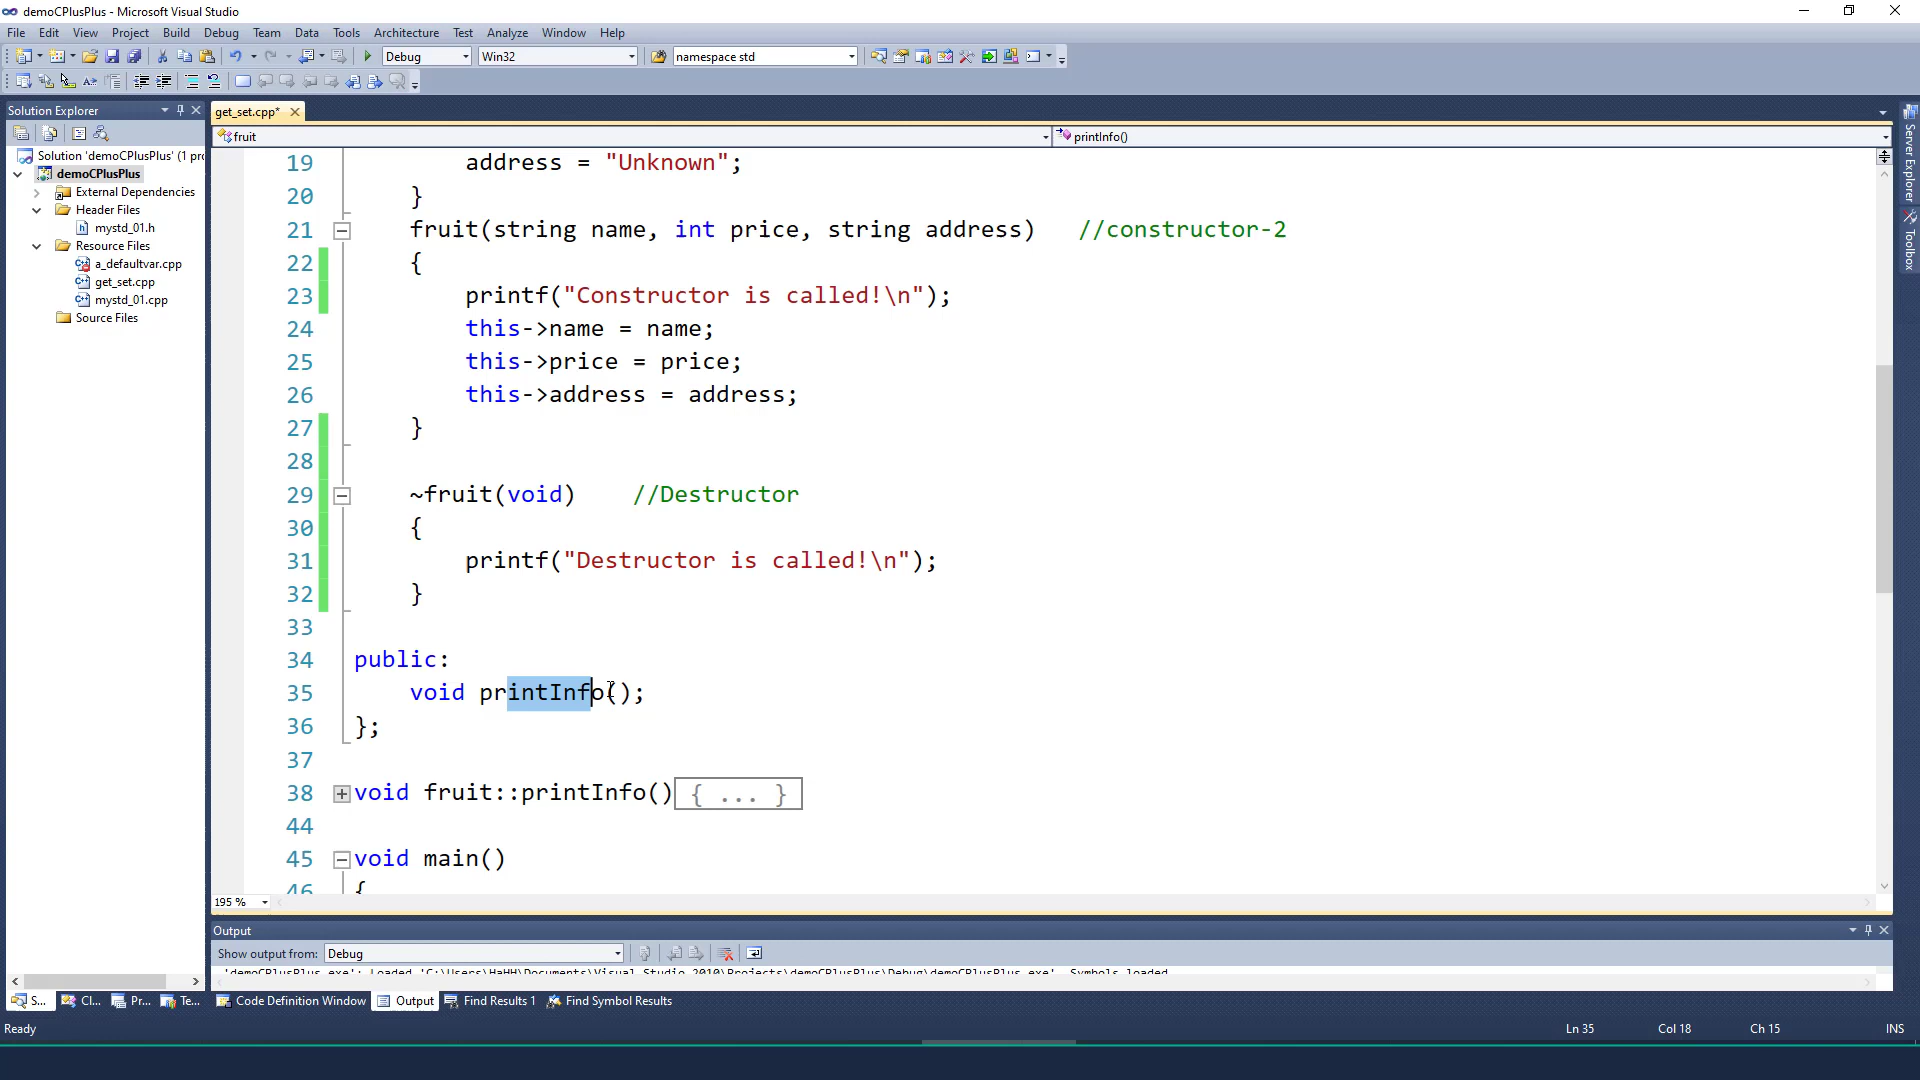 demoCPlusPlus - Microsoft Visual Studio
File Edit View Project Build Debug Team Data Tools Architecture Test Analyze Window Help
Debug Win32 namespace std
Solution Explorer
get_set.cpp*
fruit printInfo()
Solution 'demoCPlusPlus' (1 prc
demoCPlusPlus
External Dependencies
Header Files
mystd_01.h
Resource Files
a_defaultvar.cpp
get_set.cpp
mystd_01.cpp
Source Files
19 address = "Unknown";
20 }
21 fruit(string name, int price, string address) //constructor-2
22 {
23 printf("Constructor is called!\n");
24 this->name = name;
25 this->price = price;
26 this->address = address;
27 }
28
29 ~fruit(void) //Destructor
30 {
31 printf("Destructor is called!\n");
32 }
33
34 public:
35 void printInfo();
36 };
37
38 void fruit::printInfo() { ... }
44
45 void main()
46 {
195 %
Server Explorer
Toolbox
Output
Show output from: Debug
'demoCPlusPlus.exe': Loaded 'C:\Users\HaHH\Documents\Visual Studio 2010\Projects\demoCPlusPlus\Debug\demoCPlusPlus.exe', Symbols loaded
S... Cl... Pr... Te... Code Definition Window Output Find Results 1 Find Symbol Results
Ready Ln 35 Col 18 Ch 15 INS